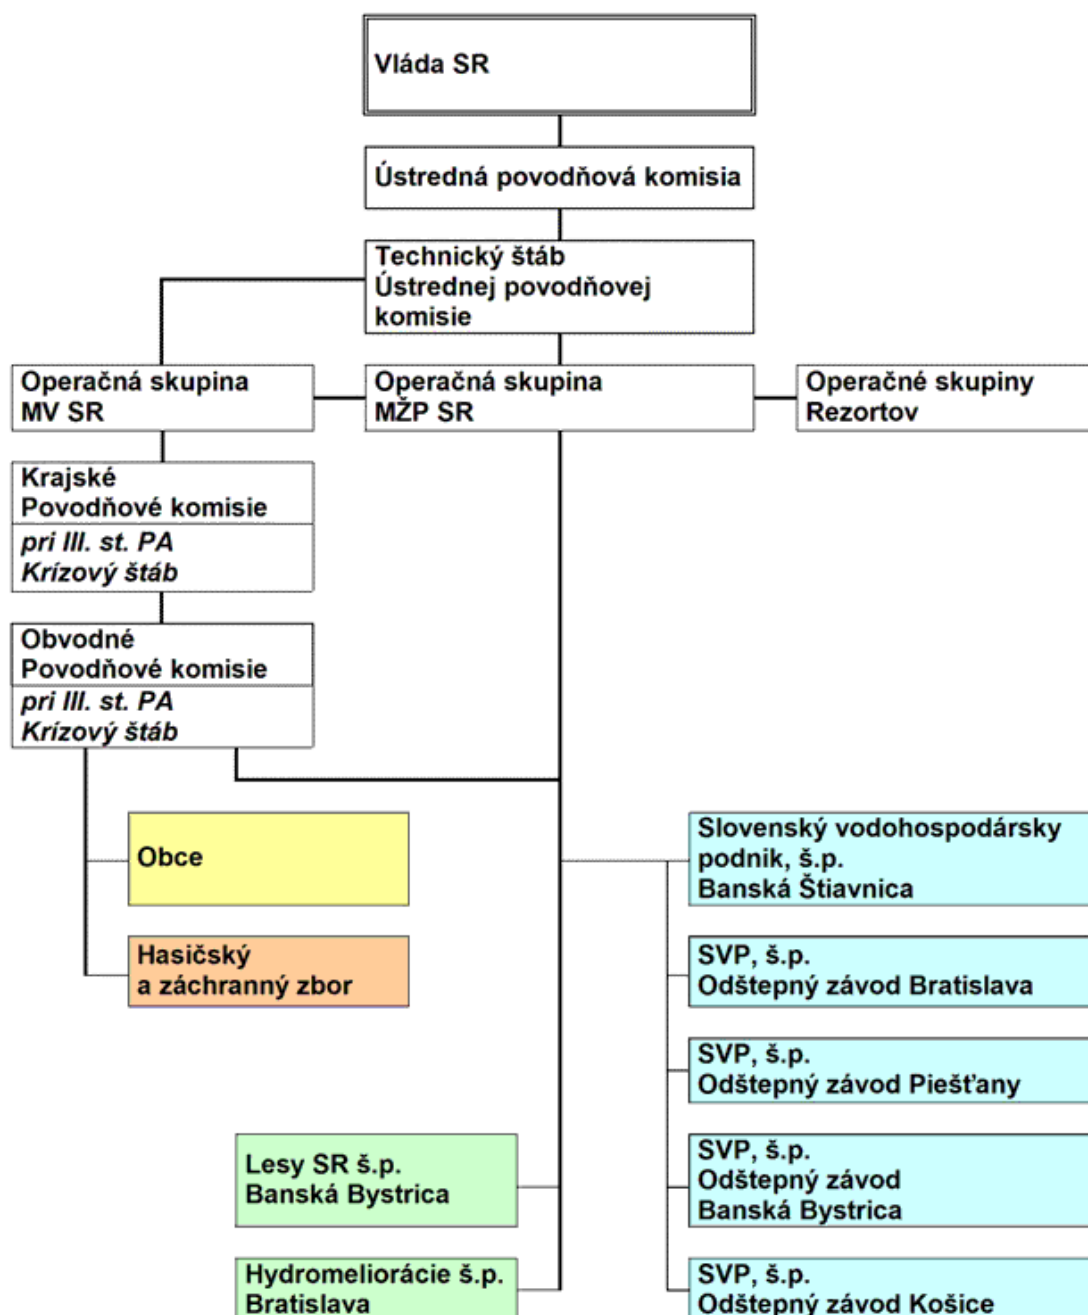 Vláda SR
Ústredná povodňová komisia
Technický štáb
Ústrednej povodňovej
komisie
Operačná skupina
MV SR
Operačná skupina
MŽP SR
Operačné skupiny
Rezortov
Krajské
Povodňové komisie
pri III. st. PA
Krízový štáb
Obvodné
Povodňové komisie
pri III. st. PA
Krízový štáb
Obce
Hasičský
a záchranný zbor
Slovenský vodohospodársky
podnik, š.p.
Banská Štiavnica
SVP, š.p.
Odštepný závod Bratislava
SVP, š.p.
Odštepný závod Piešťany
Lesy SR š.p.
Banská Bystrica
SVP, š.p.
Odštepný závod
Banská Bystrica
Hydromeliorácie š.p.
Bratislava
SVP, š.p.
Odštepný závod Košice